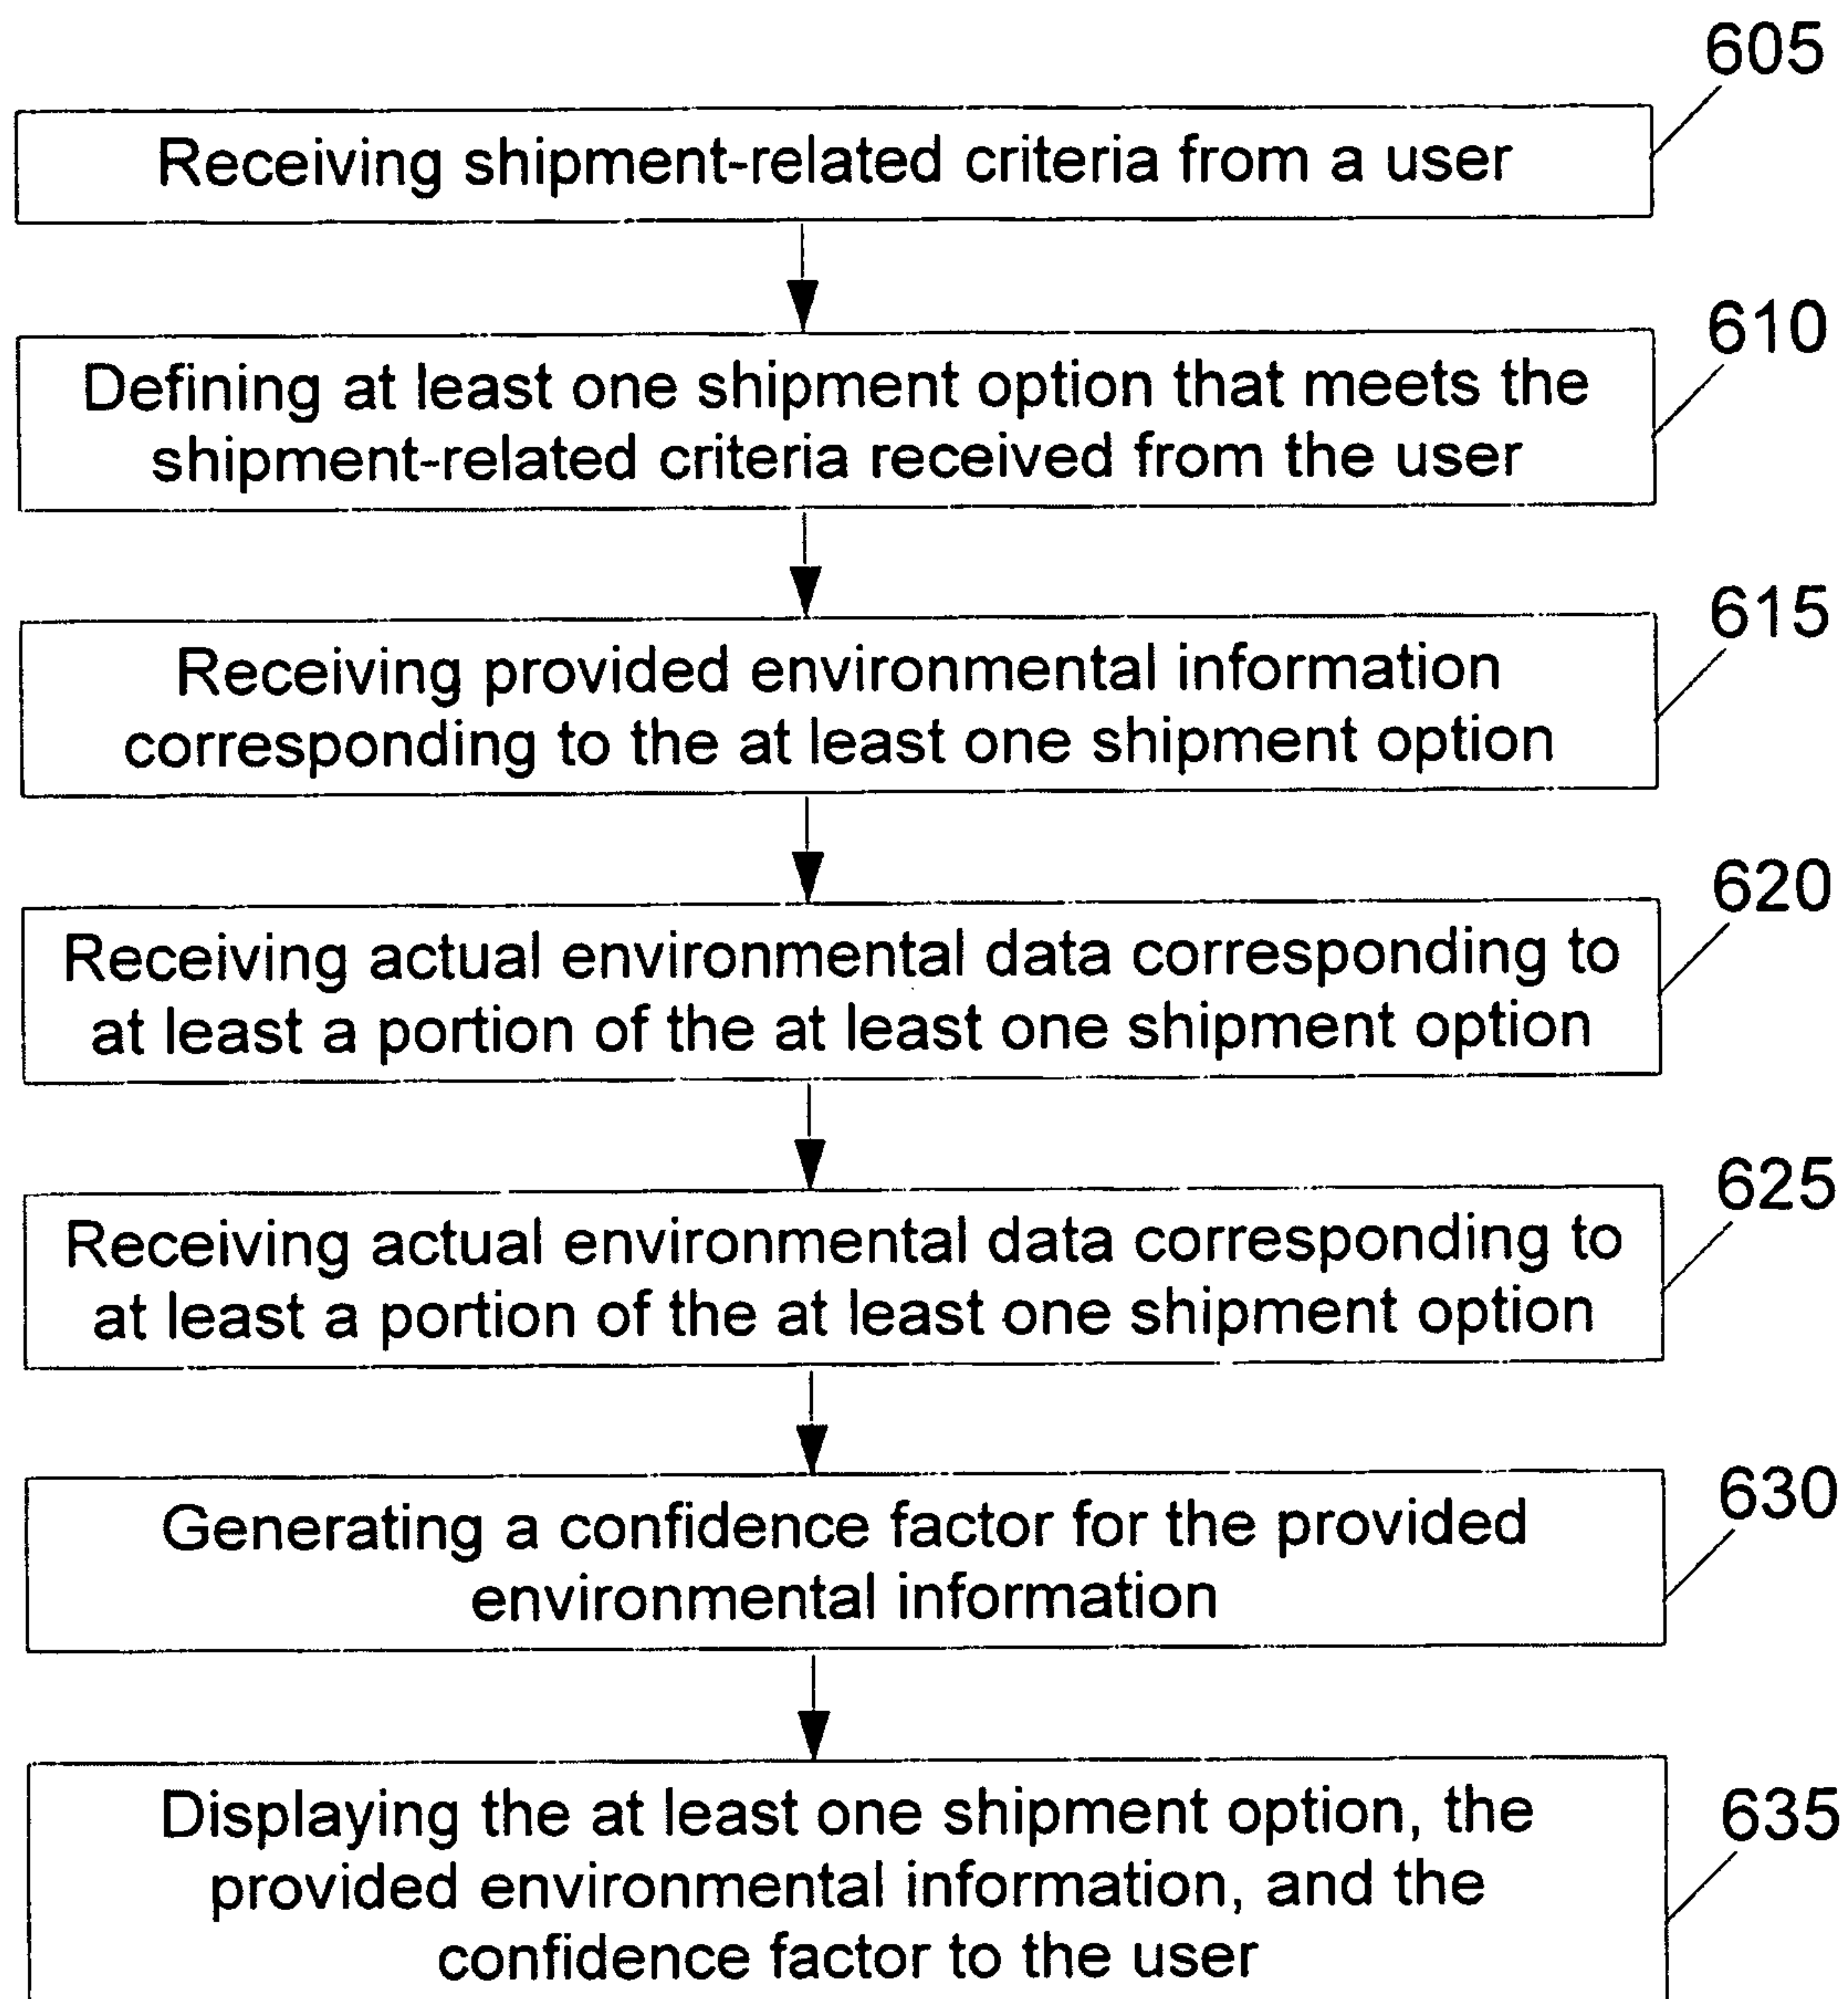 605
Receiving shipment-related criteria from a user
610
Defining at least one shipment option that meets the
shipment-related criteria received from the user
615
Receiving provided environmental information
corresponding to the at least one shipment option
620
Receiving actual environmental data corresponding to
at least a portion of the at least one shipment option
625
Receiving actual environmental data corresponding to
at least a portion of the at least one shipment option
630
Generating a confidence factor for the provided
environmental information
635
Displaying the at least one shipment option, the
provided environmental information, and the
confidence factor to the user